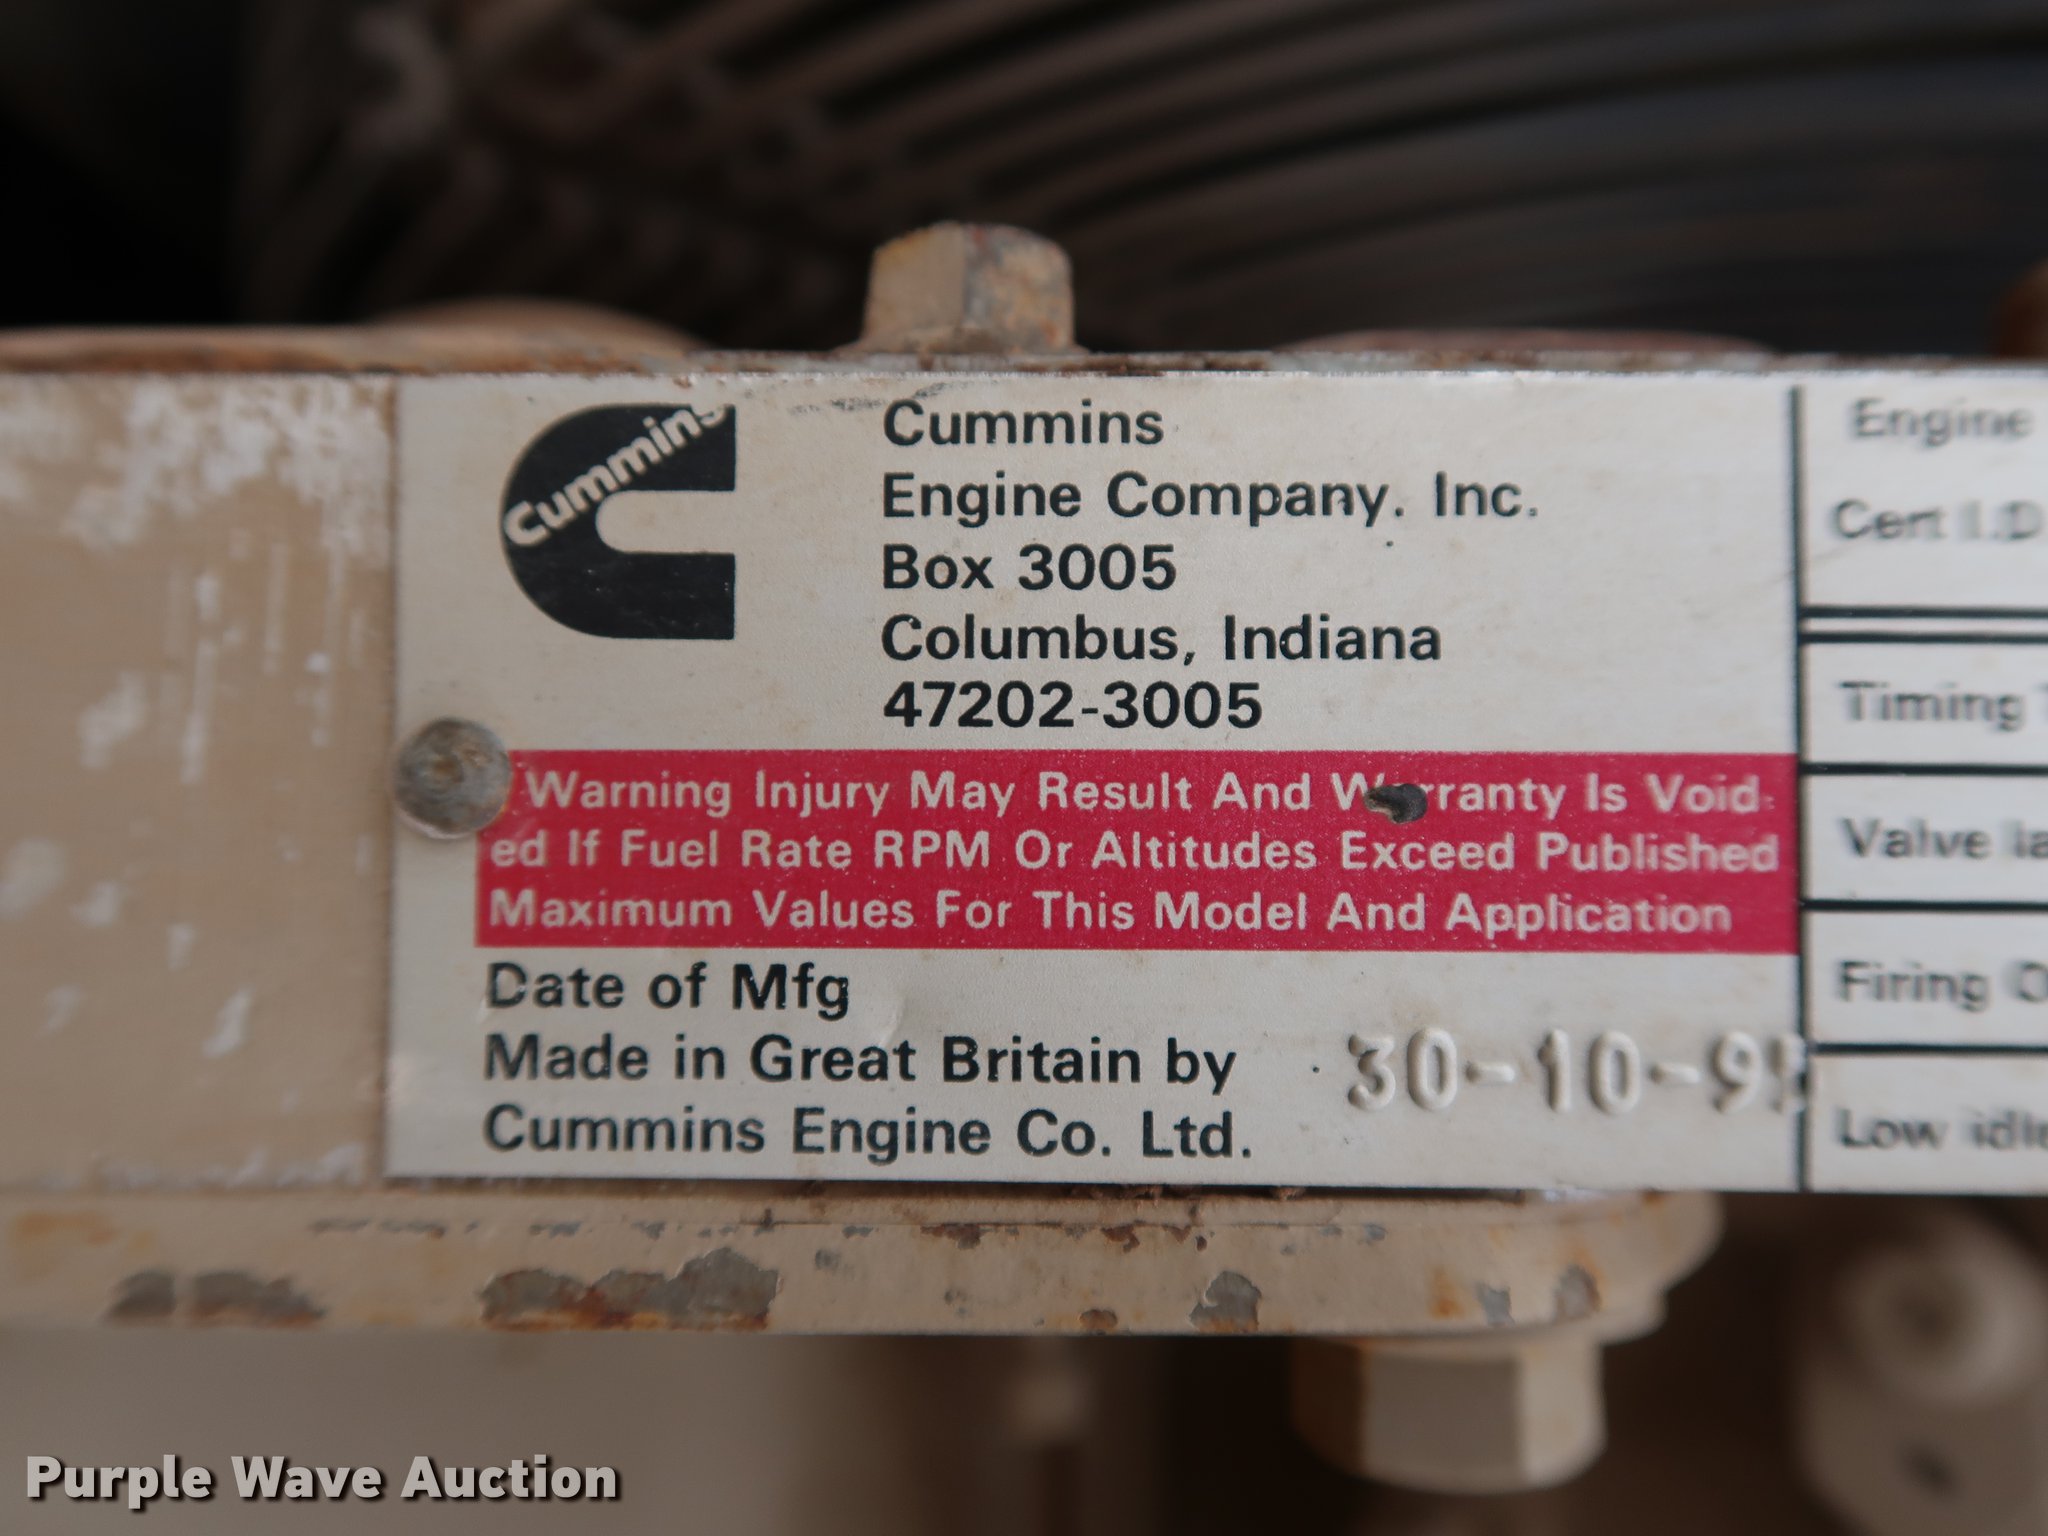 Cummins
Cummins
Engine Company. Inc.
Box 3005
Columbus, Indiana
47202-3005
Warning Injury May Result And Warranty Is Void-
ed If Fuel Rate RPM Or Altitudes Exceed Published
Maximum Values For This Model And Application
Date of Mfg
Made in Great Britain by
Cummins Engine Co. Ltd.
30-10-9
Engine
Cert I.D
Timing
Valve la
Firing O
Low idle
Purple Wave Auction